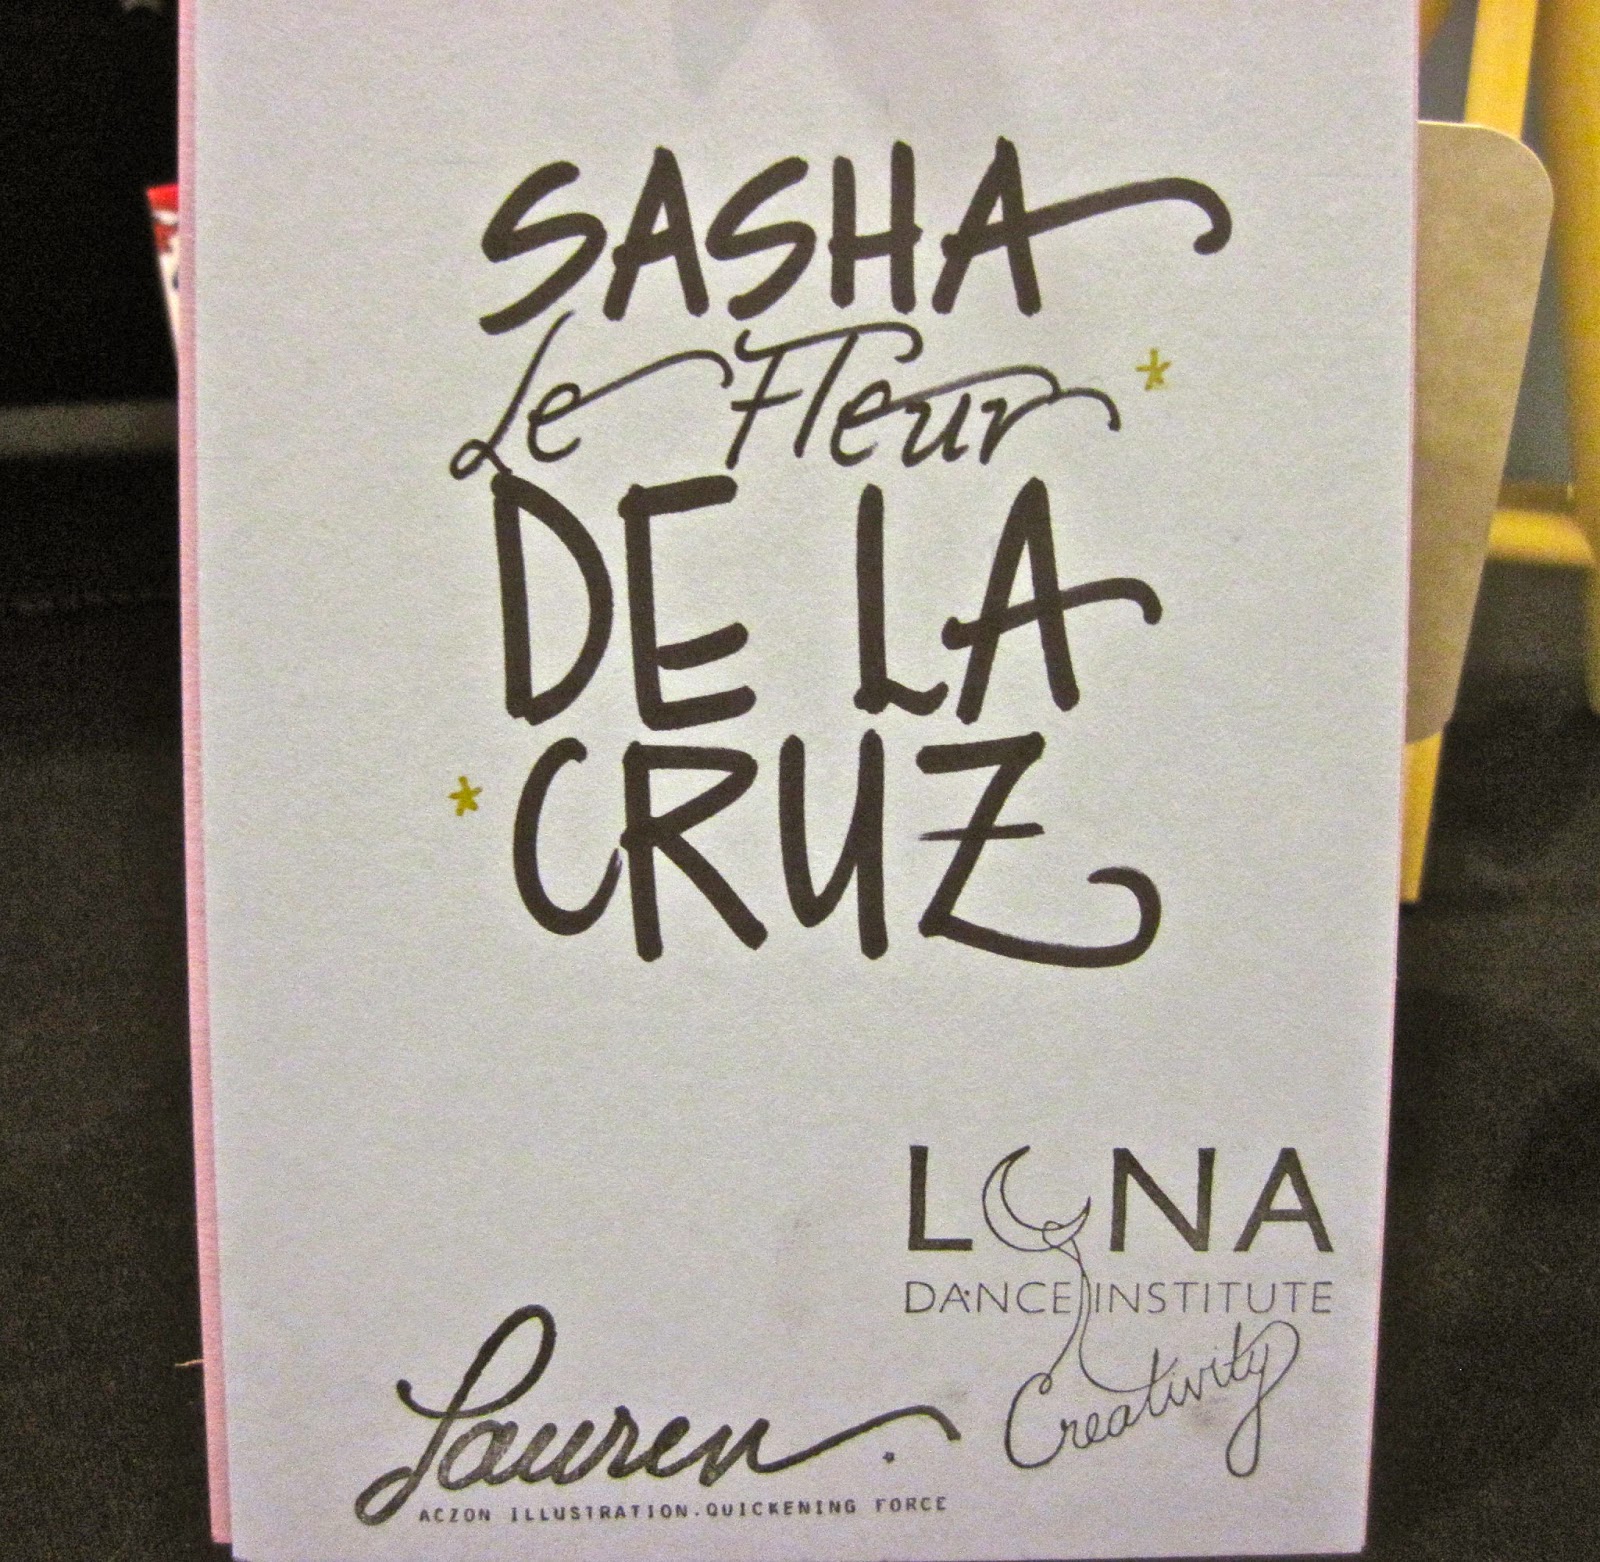 SASHA
Le Fleur
DE LA
CRUZ
LUNA
DANCE INSTITUTE
Creativity
Lauren.
ACZON ILLUSTRATION.QUICKENING FORCE